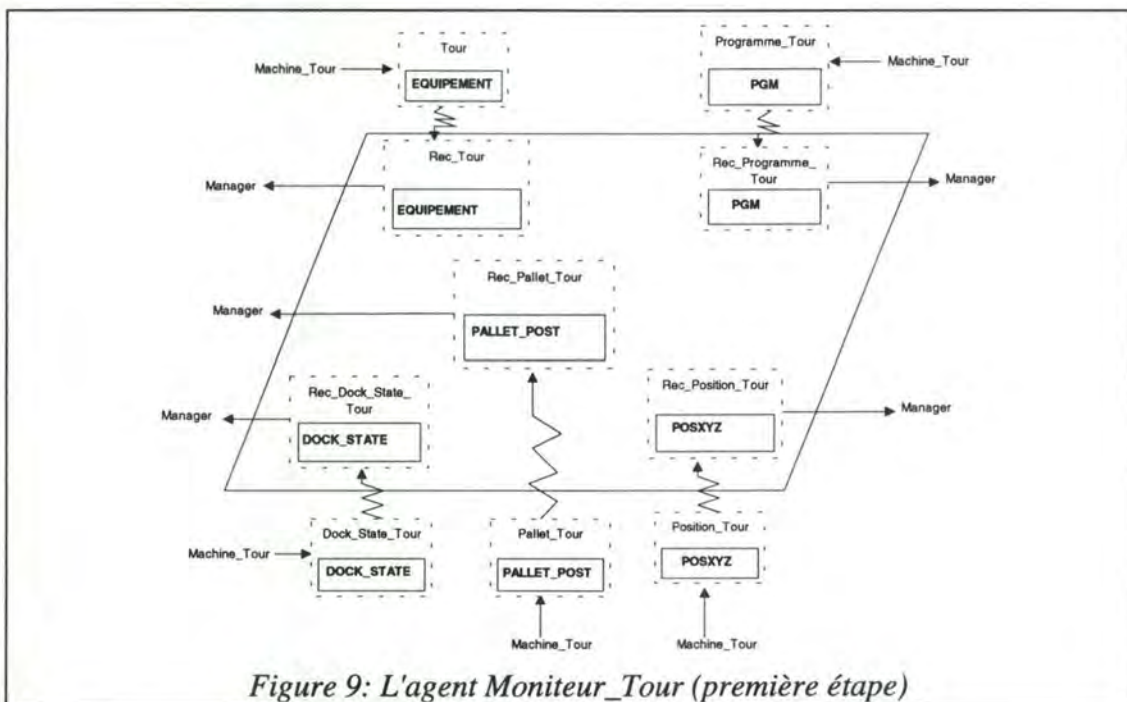 Tour
Programme_Tour
Machine_Tour
Machine_Tour
EQUIPEMENT
PGM
Rec_Tour
Rec_Programme_
Tour
Manager
Manager
EQUIPEMENT
PGM
Rec_Pallet_Tour
Manager
PALLET_POST
Rec_Dock_State_
Tour
Rec_Position_Tour
Manager
Manager
DOCK_STATE
POSXYZ
Dock_State_Tour
Pallet_Tour
Position_Tour
Machine_Tour
DOCK_STATE
PALLET_POST
POSXYZ
Machine_Tour
Machine_Tour
Figure 9: L'agent Moniteur_Tour (première étape)